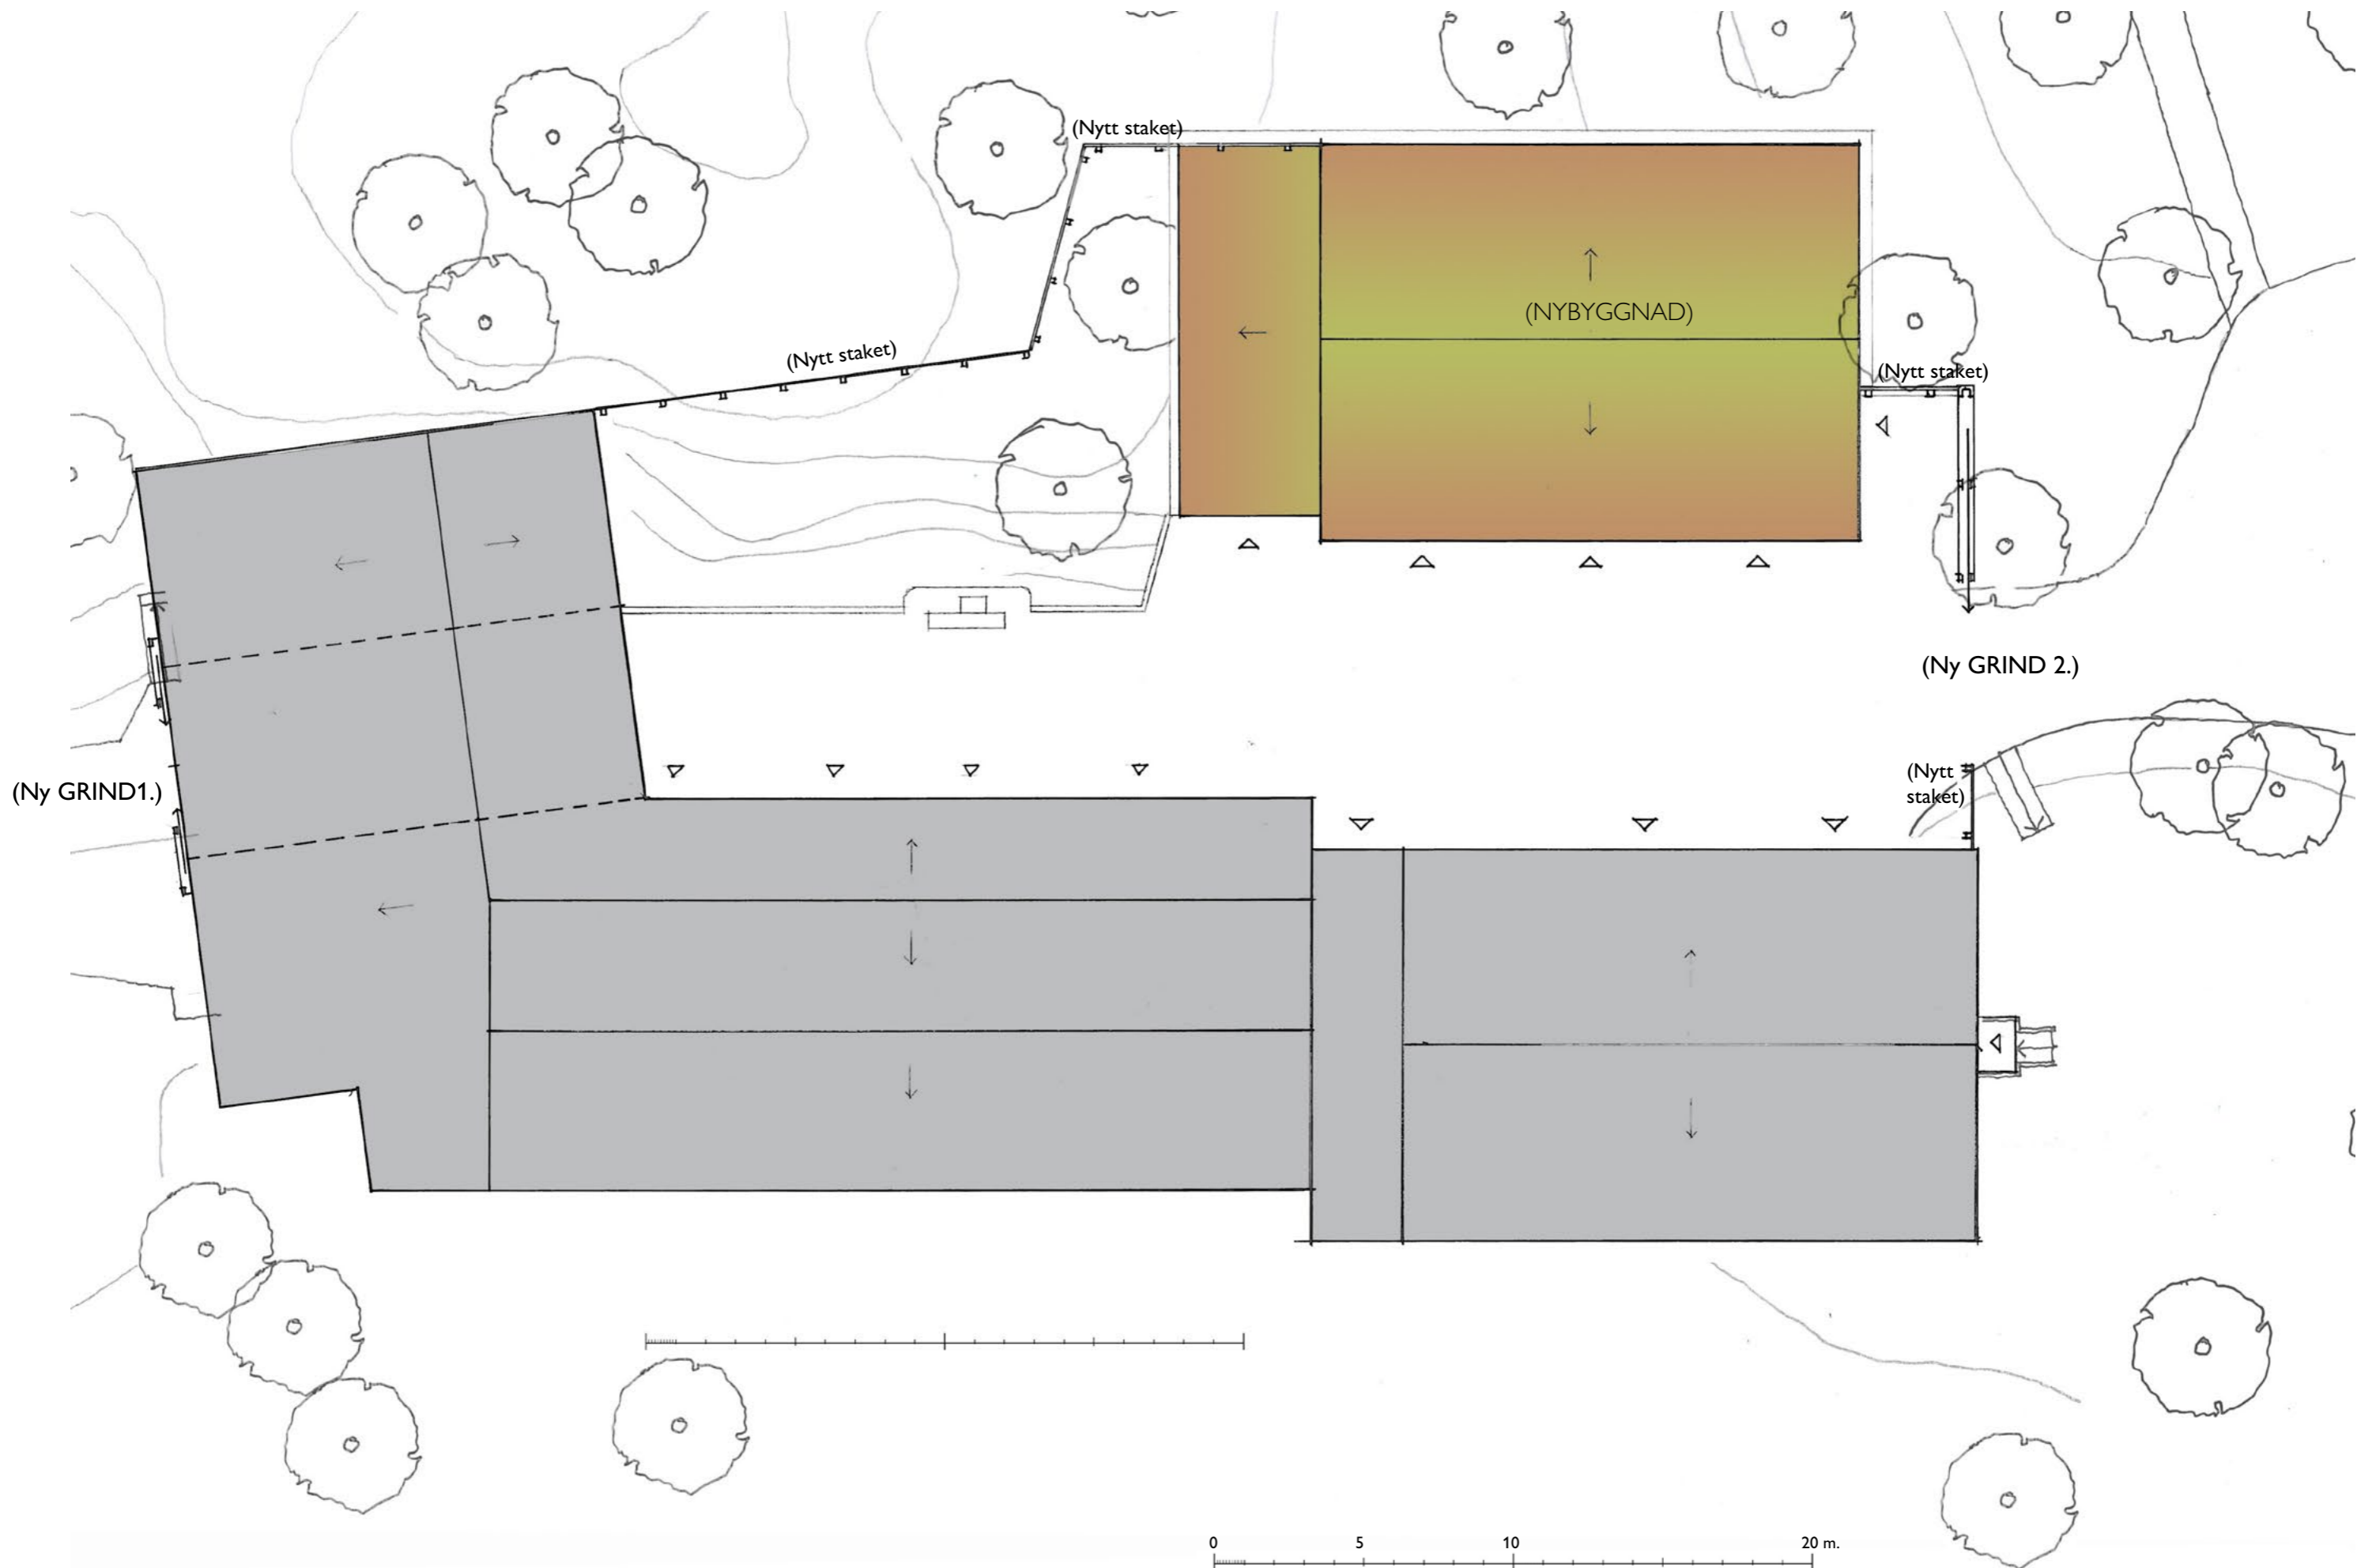 (Nytt staket)
(NYBYGGNAD)
(Nytt staket)
(Nytt staket)
(Ny GRIND 2.)
(Ny GRIND1.)
(Nytt
staket)
0 5 10 20 m.